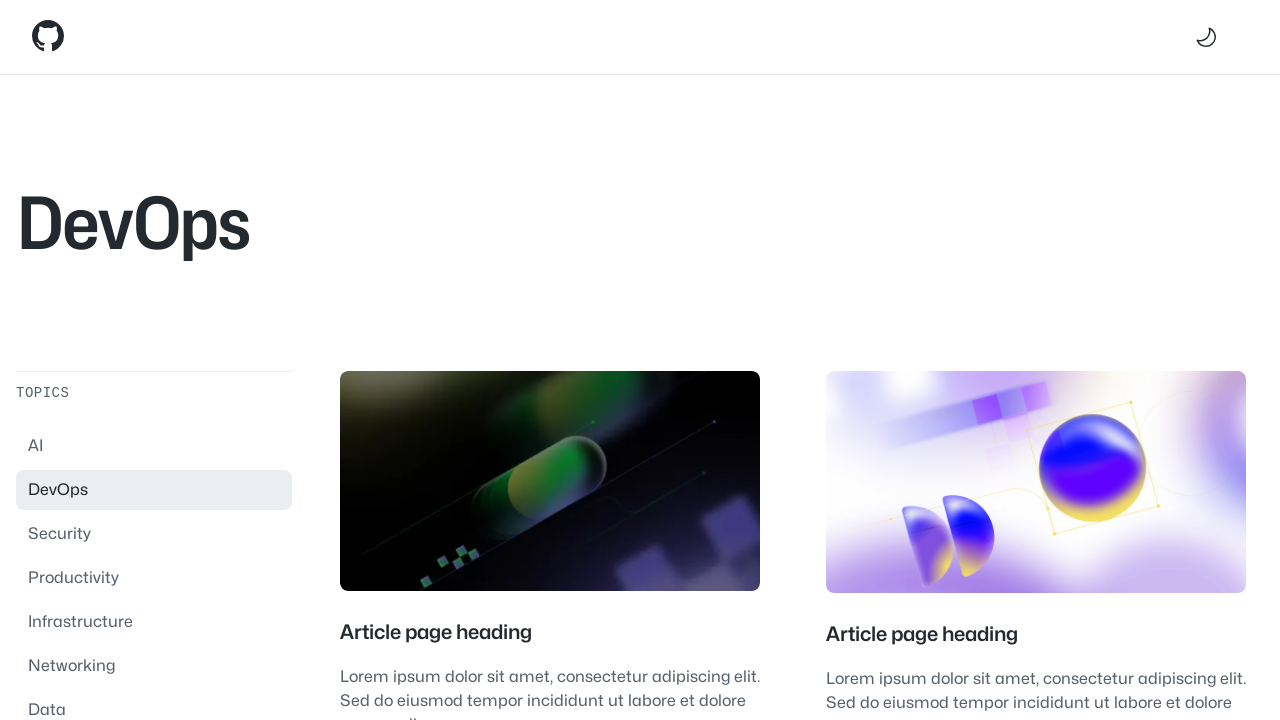 DevOps
TOPICS
AI
DevOps
Security
Productivity
Infrastructure
Networking
Data
Article page heading
Lorem ipsum dolor sit amet, consectetur adipiscing elit.
Sed do eiusmod tempor incididunt ut labore et dolore
Article page heading
Lorem ipsum dolor sit amet, consectetur adipiscing elit.
Sed do eiusmod tempor incididunt ut labore et dolore